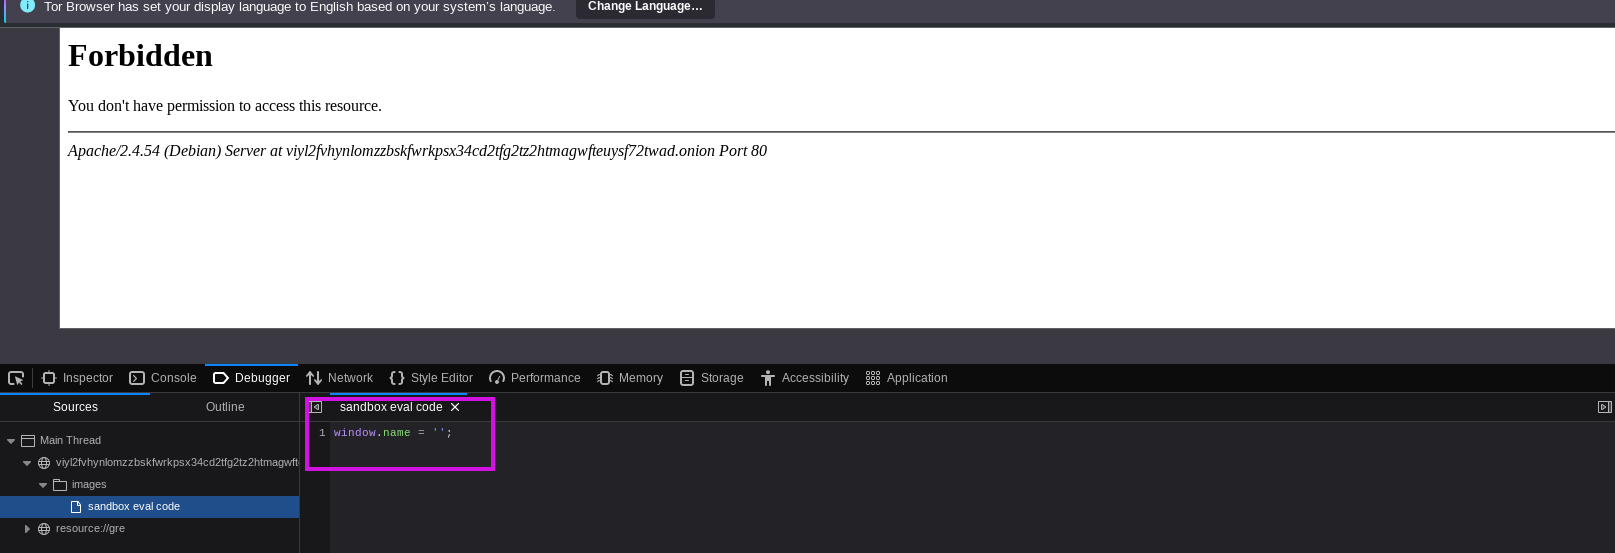 Tor Browser has set your display language to English based on your system's language. Change Language...
Forbidden
You don't have permission to access this resource.
Apache/2.4.54 (Debian) Server at viyl2fvhynlomzzbskfwrkpsx34cd2tfg2tz2htmagwfteuysf72twad.onion Port 80
Inspector Console Debugger Network Style Editor Performance Memory Storage Accessibility Application
Sources Outline sandbox eval code
1 window.name = '';
Main Thread
viyl2fvhynlomzzbskfwrkpsx34cd2tfg2tz2htmagwft
images
sandbox eval code
resource://gre